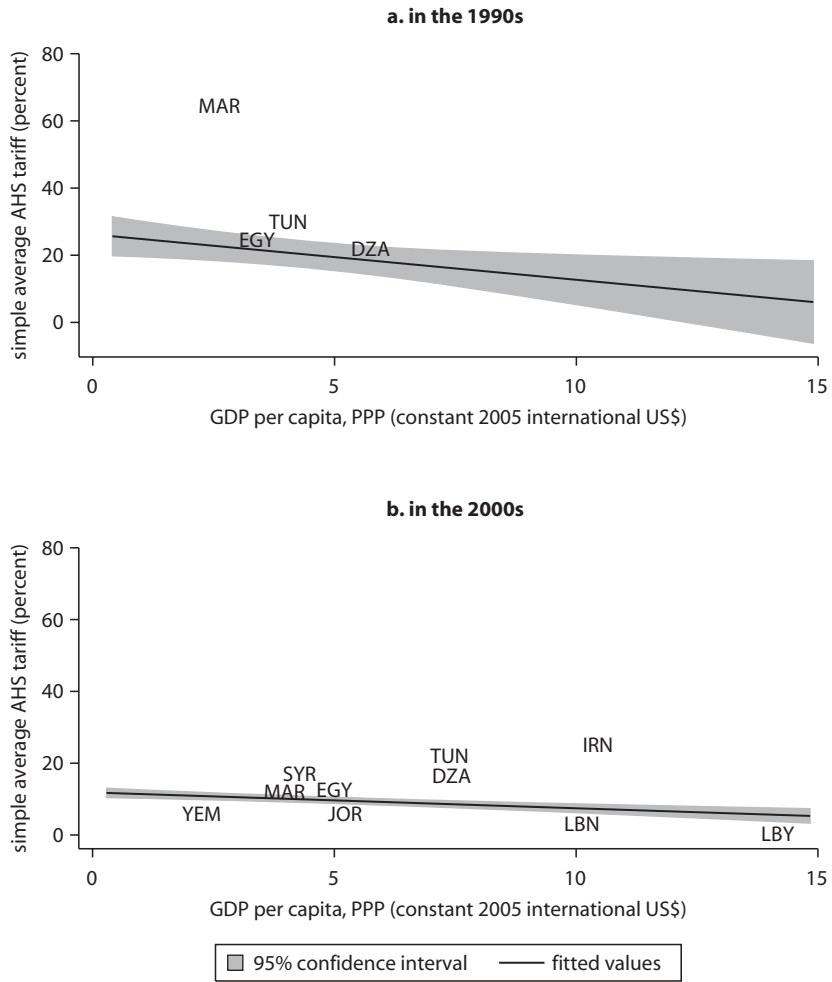 a. in the 1990s
simple average AHS tariff (percent)
80
60
40
20
0
MAR
TUN
EGY
DZA
0 5 10 15
GDP per capita, PPP (constant 2005 international US$)
b. in the 2000s
simple average AHS tariff (percent)
80
60
40
20
0
IRN
TUN
SYR
DZA
MAR
EGY
YEM
JOR
LBN
LBY
0 5 10 15
GDP per capita, PPP (constant 2005 international US$)
95% confidence interval fitted values